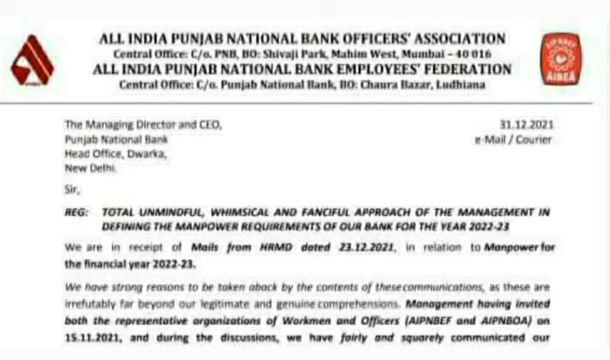 ALL INDIA PUNJAB NATIONAL BANK OFFICERS' ASSOCIATION
Central Office: C/o. PNB, BO: Shivaji Park, Mahim West, Mumbai – 40 016
ALL INDIA PUNJAB NATIONAL BANK EMPLOYEES' FEDERATION
Central Office: C/o. Punjab National Bank, BO: Chaura Bazar, Ludhiana
AIPNBEF
AIBEA
The Managing Director and CEO, 31.12.2021
Punjab National Bank e-Mail / Courier
Head Office, Dwarka,
New Delhi.
Sir,
REG: TOTAL UNMINDFUL, WHIMSICAL AND FANCIFUL APPROACH OF THE MANAGEMENT IN
DEFINING THE MANPOWER REQUIREMENTS OF OUR BANK FOR THE YEAR 2022-23
We are in receipt of Mails from HRMD dated 23.12.2021, in relation to Manpower for
the financial year 2022-23.
We have strong reasons to be taken aback by the contents of thesecommunications, as these are
irrefutably far beyond our legitimate and genuine comprehensions. Management having invited
both the representative organizations of Workmen and Officers (AIPNBEF and AIPNBOA) on
15.11.2021, and during the discussions, we have fairly and squarely communicated our